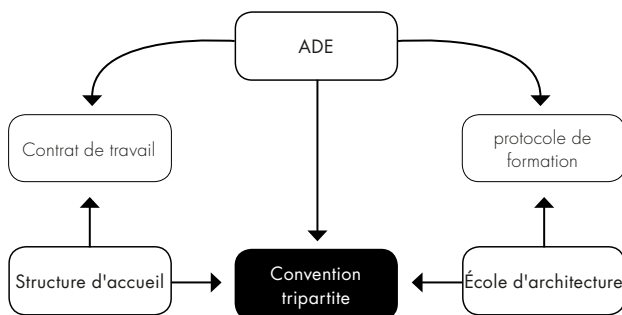 ADE
Contrat de travail
protocole de
formation
Structure d'accueil
Convention
tripartite
École d'architecture